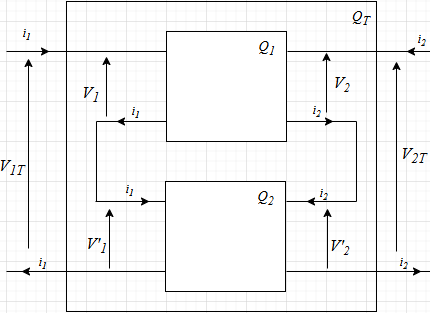 Q_T
i_1 i_2
Q_1
V_1 V_2
i_1 i_2
V_1T V_2T
i_1 i_2
Q_2
V'_1 V'_2
i_1 i_2